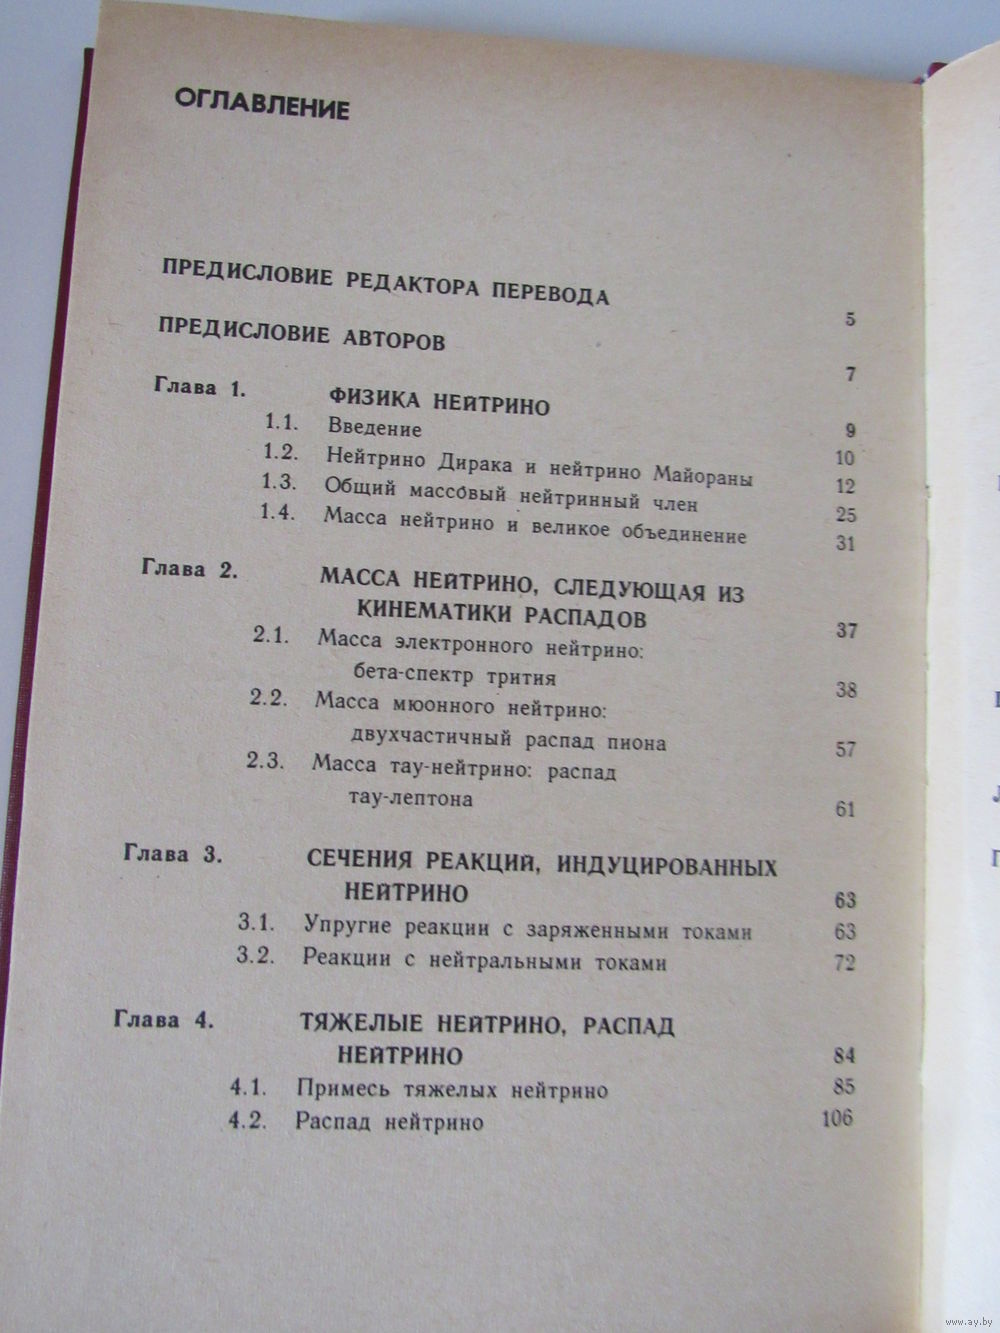 ОГЛАВЛЕНИЕ
ПРЕДИСЛОВИЕ РЕДАКТОРА ПЕРЕВОДА 5
ПРЕДИСЛОВИЕ АВТОРОВ 7
Глава 1. ФИЗИКА НЕЙТРИНО 9
1.1. Введение 10
1.2. Нейтрино Дирака и нейтрино Майораны 12
1.3. Общий массовый нейтринный член 25
1.4. Масса нейтрино и великое объединение 31
Глава 2. МАССА НЕЙТРИНО, СЛЕДУЮЩАЯ ИЗ
КИНЕМАТИКИ РАСПАДОВ 37
2.1. Масса электронного нейтрино:
бета-спектр трития 38
2.2. Масса мюонного нейтрино:
двухчастичный распад пиона 57
2.3. Масса тау-нейтрино: распад
тау-лептона 61
Глава 3. СЕЧЕНИЯ РЕАКЦИЙ, ИНДУЦИРОВАННЫХ
НЕЙТРИНО 63
3.1. Упругие реакции с заряженными токами 63
3.2. Реакции с нейтральными токами 72
Глава 4. ТЯЖЕЛЫЕ НЕЙТРИНО, РАСПАД
НЕЙТРИНО 84
4.1. Примесь тяжелых нейтрино 85
4.2. Распад нейтрино 106
www.ay.by